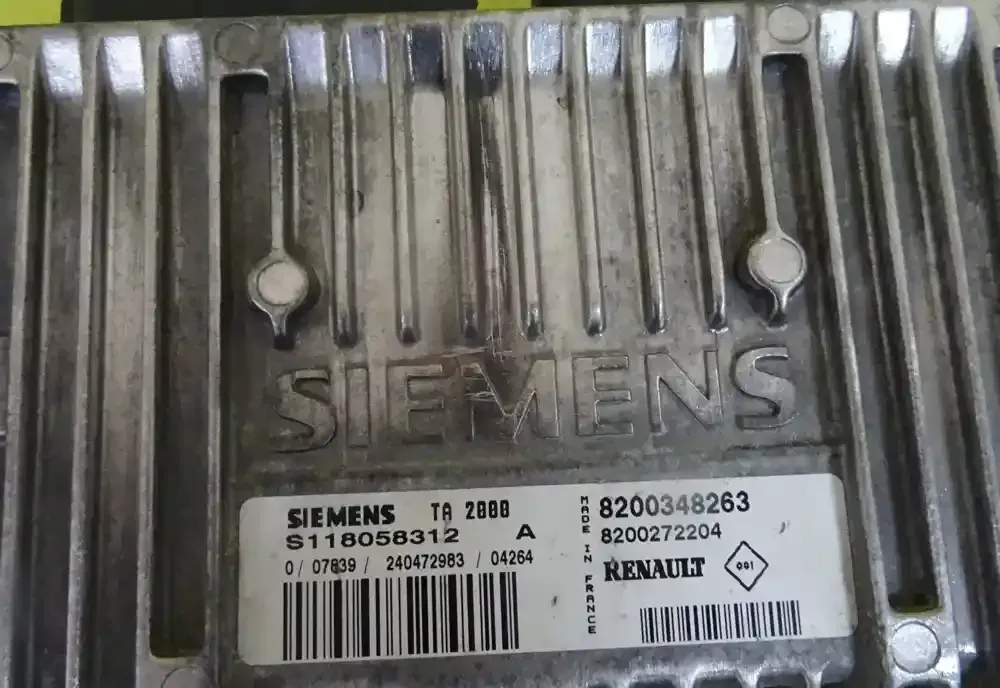 SIEMENS
SIEMENS TA 2000
S118058312 A
0/ 07839 / 240472983 / 04264
MADE IN FRANCE
8200348263
8200272204
RENAULT 001